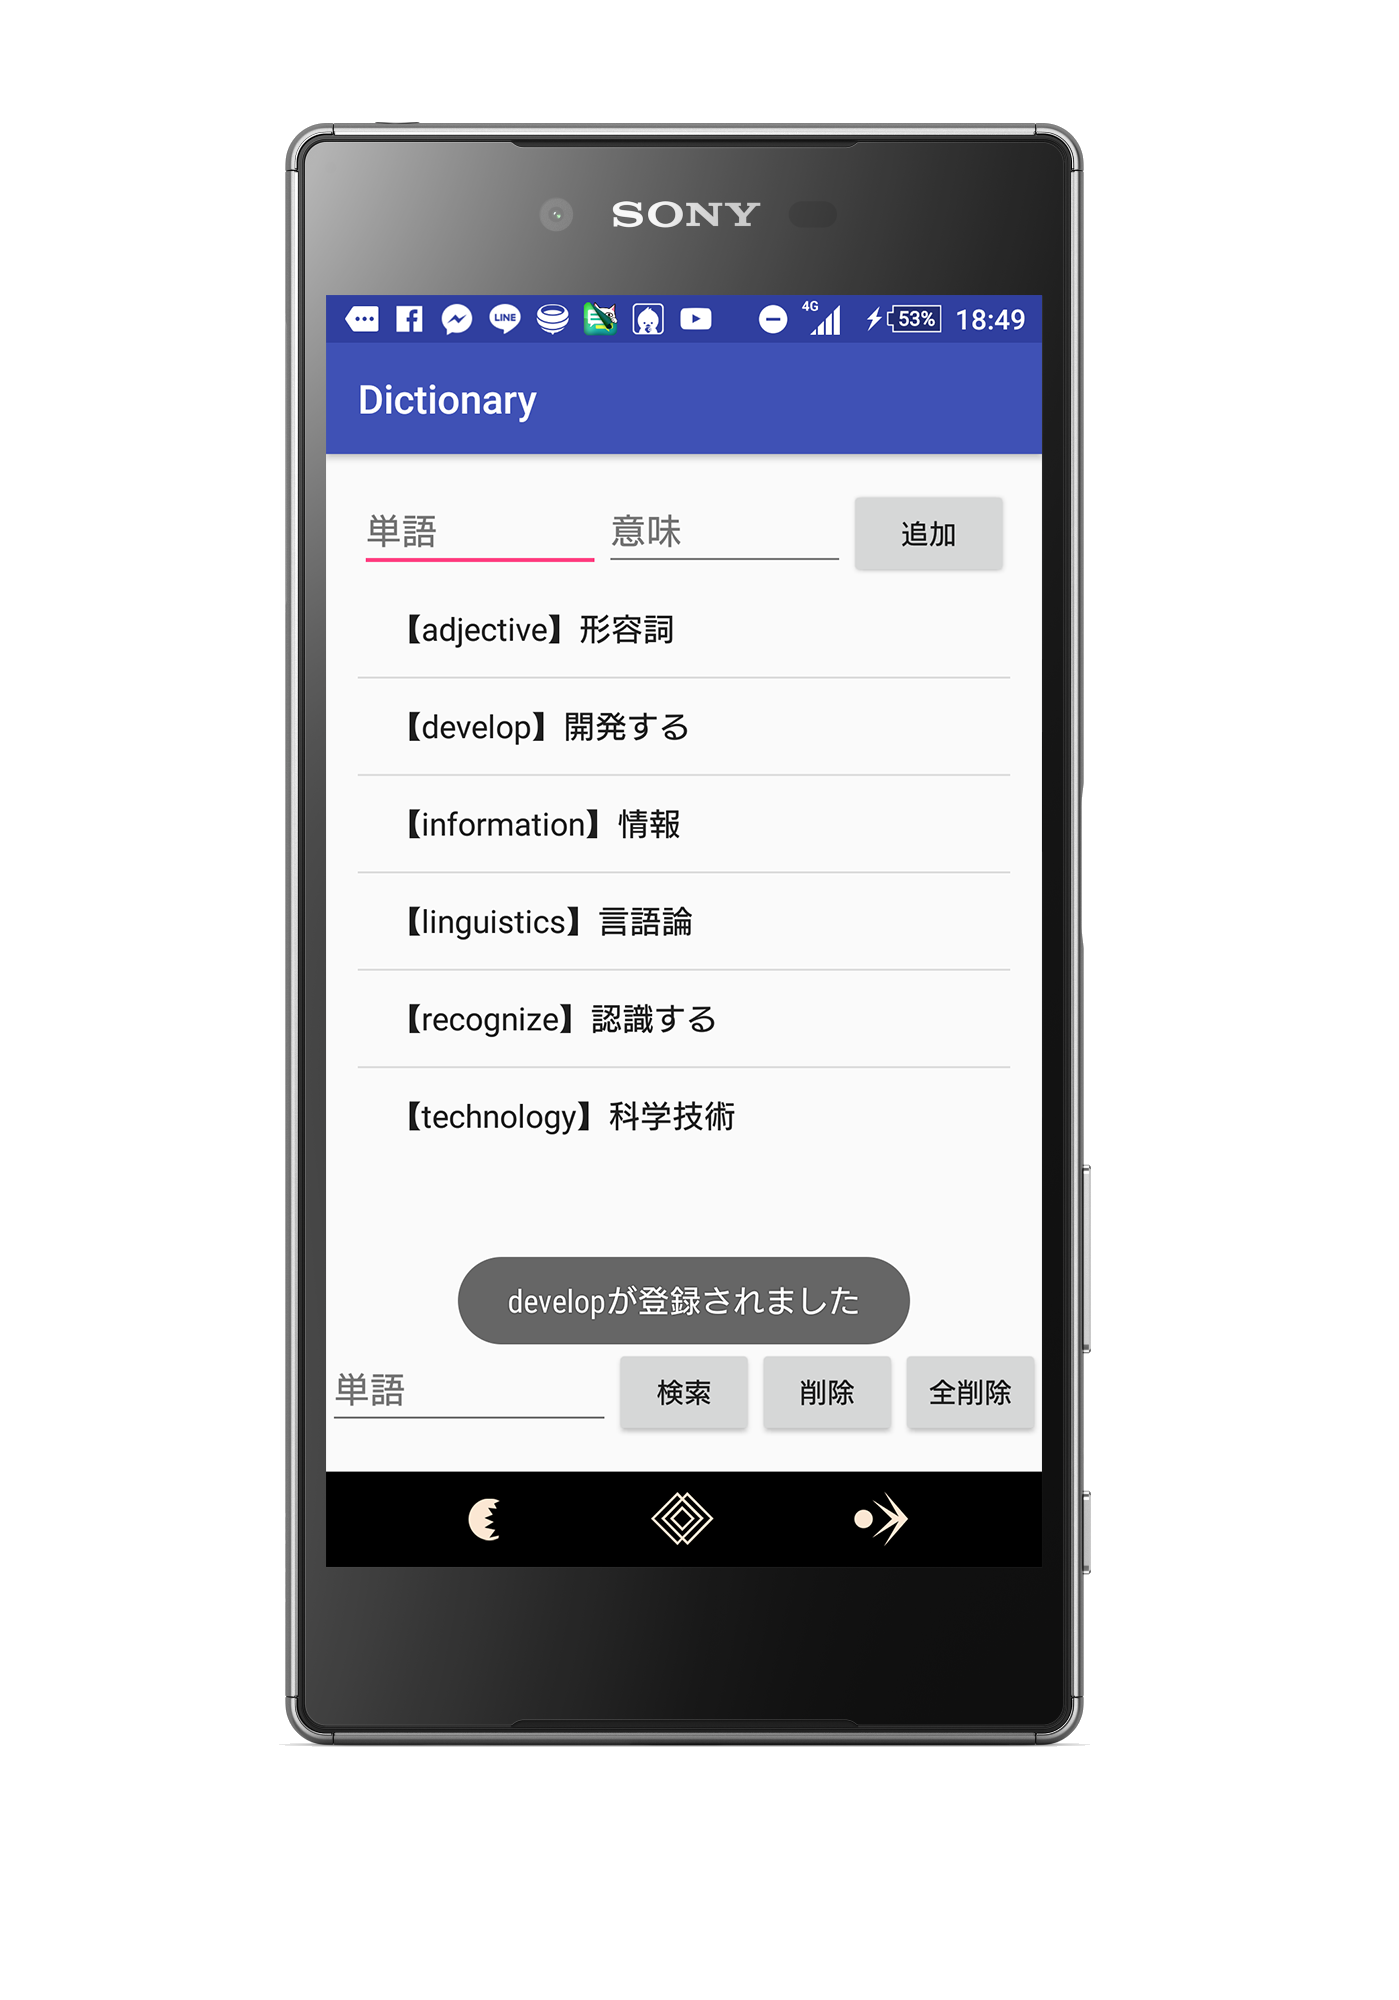 SONY
LINE
4G
53%
18:49
Dictionary
単語 意味 追加
【adjective】形容詞
【develop】開発する
【information】情報
【linguistics】言語論
【recognize】認識する
【technology】科学技術
developが登録されました
単語 検索 削除 全削除